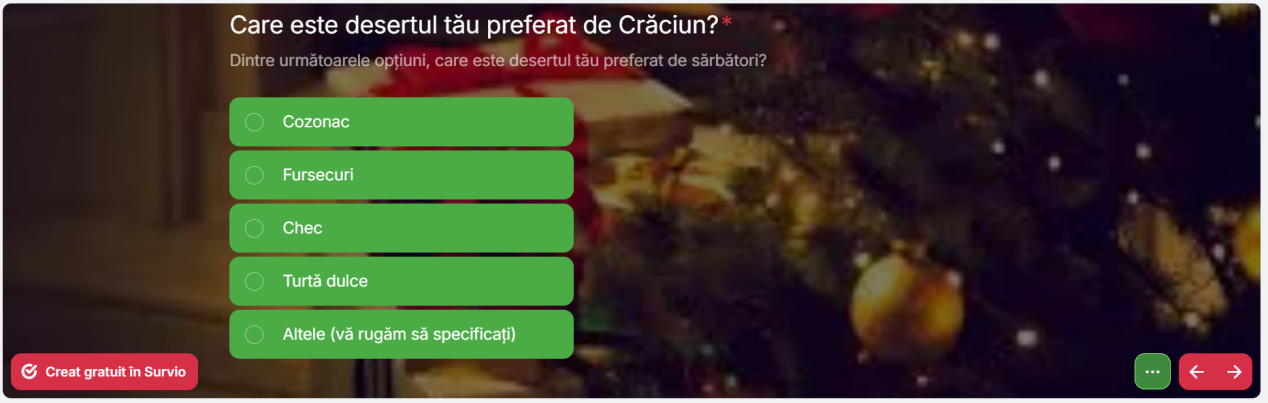 Care este desertul tău preferat de Crăciun?*
Dintre următoarele opțiuni, care este desertul tău preferat de sărbători?
Cozonac
Fursecuri
Chec
Turtă dulce
Altele (vă rugăm să specificați)
Creat gratuit în Survio